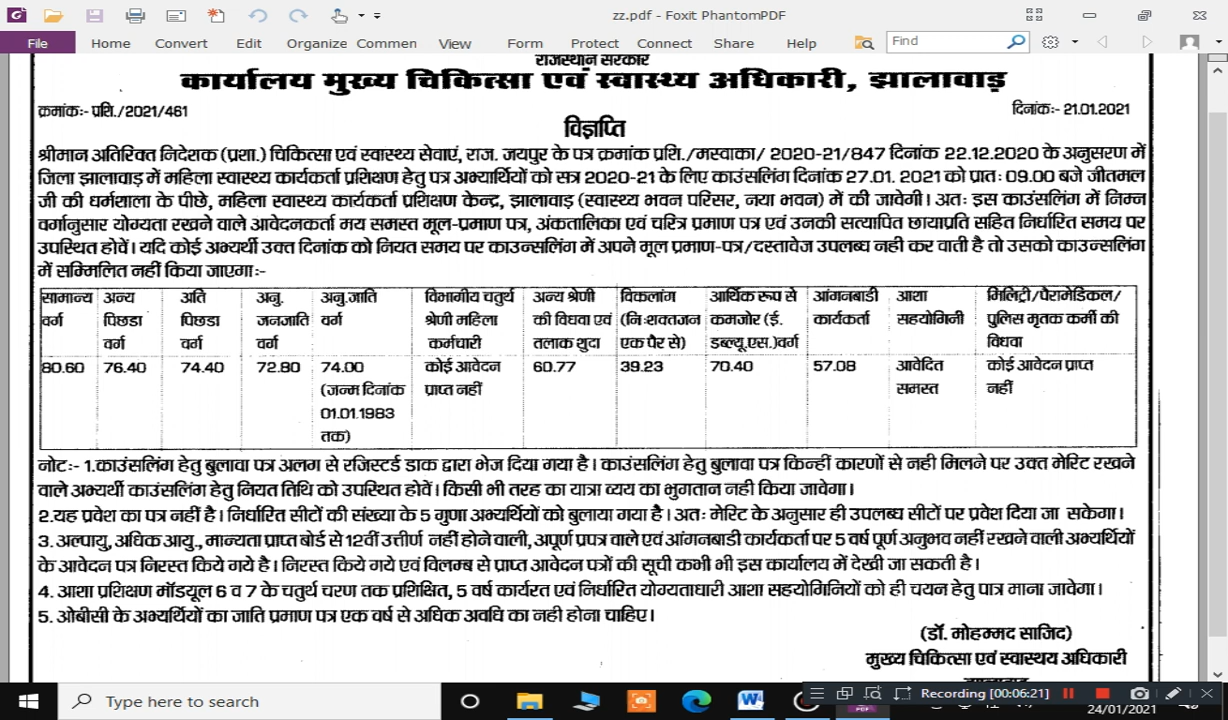 zz.pdf - Foxit PhantomPDF
File Home Convert Edit Organize Commen View Form Protect Connect Share Help Find
राजस्थान सरकार
कार्यालय मुख्य चिकित्सा एवं स्वास्थ्य अधिकारी, झालावाड़
क्रमांकः- प्रशि./2021/461 दिनांकः- 21.01.2021
विज्ञप्ति
श्रीमान अतिरिक्त निदेशक (प्रशा.) चिकित्सा एवं स्वास्थ्य सेवाएं, राज. जयपुर के पत्र क्रमांक प्रशि./मस्वाका/ 2020-21/847 दिनांक 22.12.2020 के अनुसरण में
जिला झालावाड़ में महिला स्वास्थ्य कार्यकर्ता प्रशिक्षण हेतु पत्र अभ्यार्थियों को सत्र 2020-21 के लिए काउंसलिंग दिनांक 27.01. 2021 को प्रातः 09.00 बजे जीतमल
जी की धर्मशाला के पीछे, महिला स्वास्थ्य कार्यकर्ता प्रशिक्षण केन्द्र, झालावाड़ (स्वास्थ्य भवन परिसर, नया भवन) में की जावेगी। अतः इस काउंसलिंग में निम्न
वर्गानुसार योग्यता रखने वाले आवेदनकर्ता मय समस्त मूल-प्रमाण पत्र, अंकतालिका एवं चरित्र प्रमाण पत्र एवं उनकी सत्यापित छायाप्रति सहित निर्धारित समय पर
उपस्थित होवें। यदि कोई अभ्यर्थी उक्त दिनांक को नियत समय पर काउन्सलिंग में अपने मूल प्रमाण-पत्र/दस्तावेज उपलब्ध नही कर वाती है तो उसको काउन्सलिंग
में सम्मिलित नहीं किया जाएगाः-
सामान्य अन्य अति अनु. अनु.जाति विभागीय चतुर्थ अन्य श्रेणी विकलांग आर्थिक रूप से आंगनबाडी आशा मिलिट्री/पैरामेडिकल/
वर्ग पिछडा पिछडा जनजाति वर्ग श्रेणी महिला की विधवा एवं (निःशक्तजन कमजोर (ई. कार्यकर्ता सहयोगिनी पुलिस मृतक कर्मी की
वर्ग वर्ग वर्ग कर्मचारी तलाक शुदा एक पैर से) डब्ल्यू.एस.)वर्ग विधवा
80.60 76.40 74.40 72.80 74.00 कोई आवेदन 60.77 39.23 70.40 57.08 आवेदित कोई आवेदन प्राप्त
(जन्म दिनांक प्राप्त नहीं समस्त नहीं
01.01.1983
तक)
नोटः- 1.काउंसलिंग हेतु बुलावा पत्र अलग से रजिस्टर्ड डाक द्वारा भेज दिया गया है। काउंसलिंग हेतु बुलावा पत्र किन्हीं कारणों से नही मिलने पर उक्त मेरिट रखने
वाले अभ्यर्थी काउंसलिंग हेतु नियत तिथि को उपस्थित होवें। किसी भी तरह का यात्रा व्यय का भुगतान नही किया जावेगा।
2.यह प्रवेश का पत्र नहीं है। निर्धारित सीटों की संख्या के 5 गुणा अभ्यर्थियों को बुलाया गया है। अतः मेरिट के अनुसार ही उपलब्ध सीटों पर प्रवेश दिया जा सकेगा।
3. अल्पायु, अधिक आयु., मान्यता प्राप्त बोर्ड से 12वीं उत्तीर्ण नहीं होने वाली, अपूर्ण प्रपत्र वाले एवं आंगनबाडी कार्यकर्ता पर 5 वर्ष पूर्ण अनुभव नहीं रखने वाली अभ्यर्थियों
के आवेदन पत्र निरस्त किये गये है। निरस्त किये गये एवं विलम्ब से प्राप्त आवेदन पत्रों की सूची कभी भी इस कार्यालय में देखी जा सकती है।
4. आशा प्रशिक्षण मॉडयूल 6 व 7 के चतुर्थ चरण तक प्रशिक्षित, 5 वर्ष कार्यरत एवं निर्धारित योग्यताधारी आशा सहयोगिनियों को ही चयन हेतु पात्र माना जावेगा।
5. ओबीसी के अभ्यर्थियों का जाति प्रमाण पत्र एक वर्ष से अधिक अवधि का नही होना चाहिए।
(डॉ. मोहम्मद साजिद)
मुख्य चिकित्सा एवं स्वास्थय अधिकारी
झालावाड़
Type here to search
Recording [00:06:21]
24/01/2021